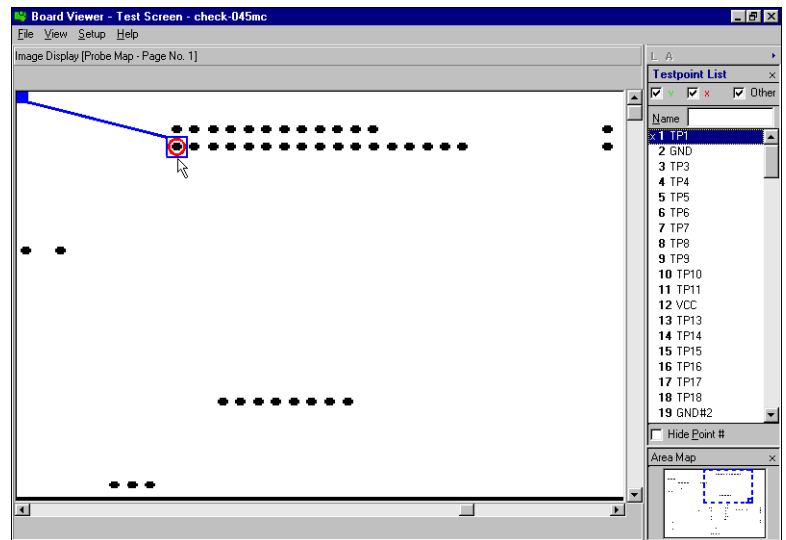 Board Viewer - Test Screen - check-045mc
File View Setup Help
Image Display [Probe Map - Page No. 1]
L A
Testpoint List
v x Other
Name
x 1 TP1
2 GND
3 TP3
4 TP4
5 TP5
6 TP6
7 TP7
8 TP8
9 TP9
10 TP10
11 TP11
12 VCC
13 TP13
14 TP14
15 TP15
16 TP16
17 TP17
18 TP18
19 GND#2
Hide Point #
Area Map